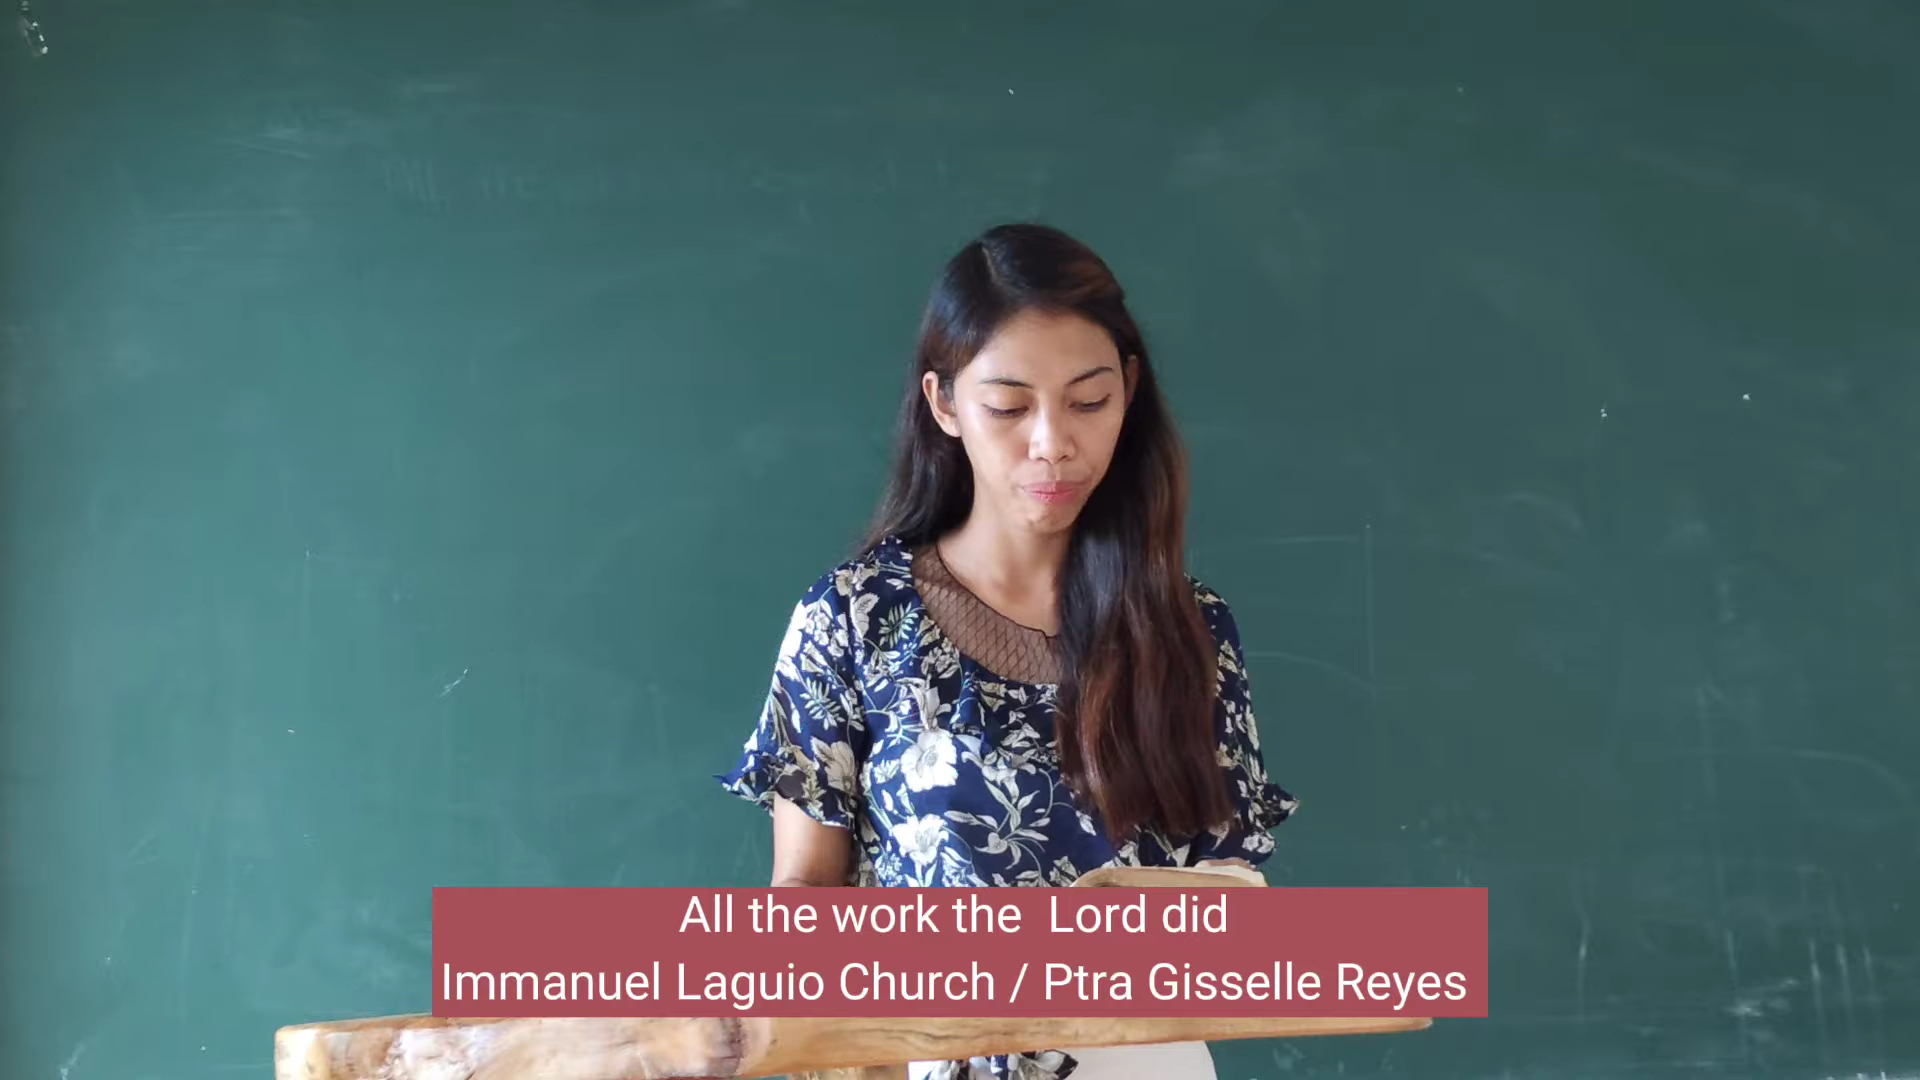 All the work the  Lord did
Immanuel Laguio Church / Ptra Gisselle Reyes